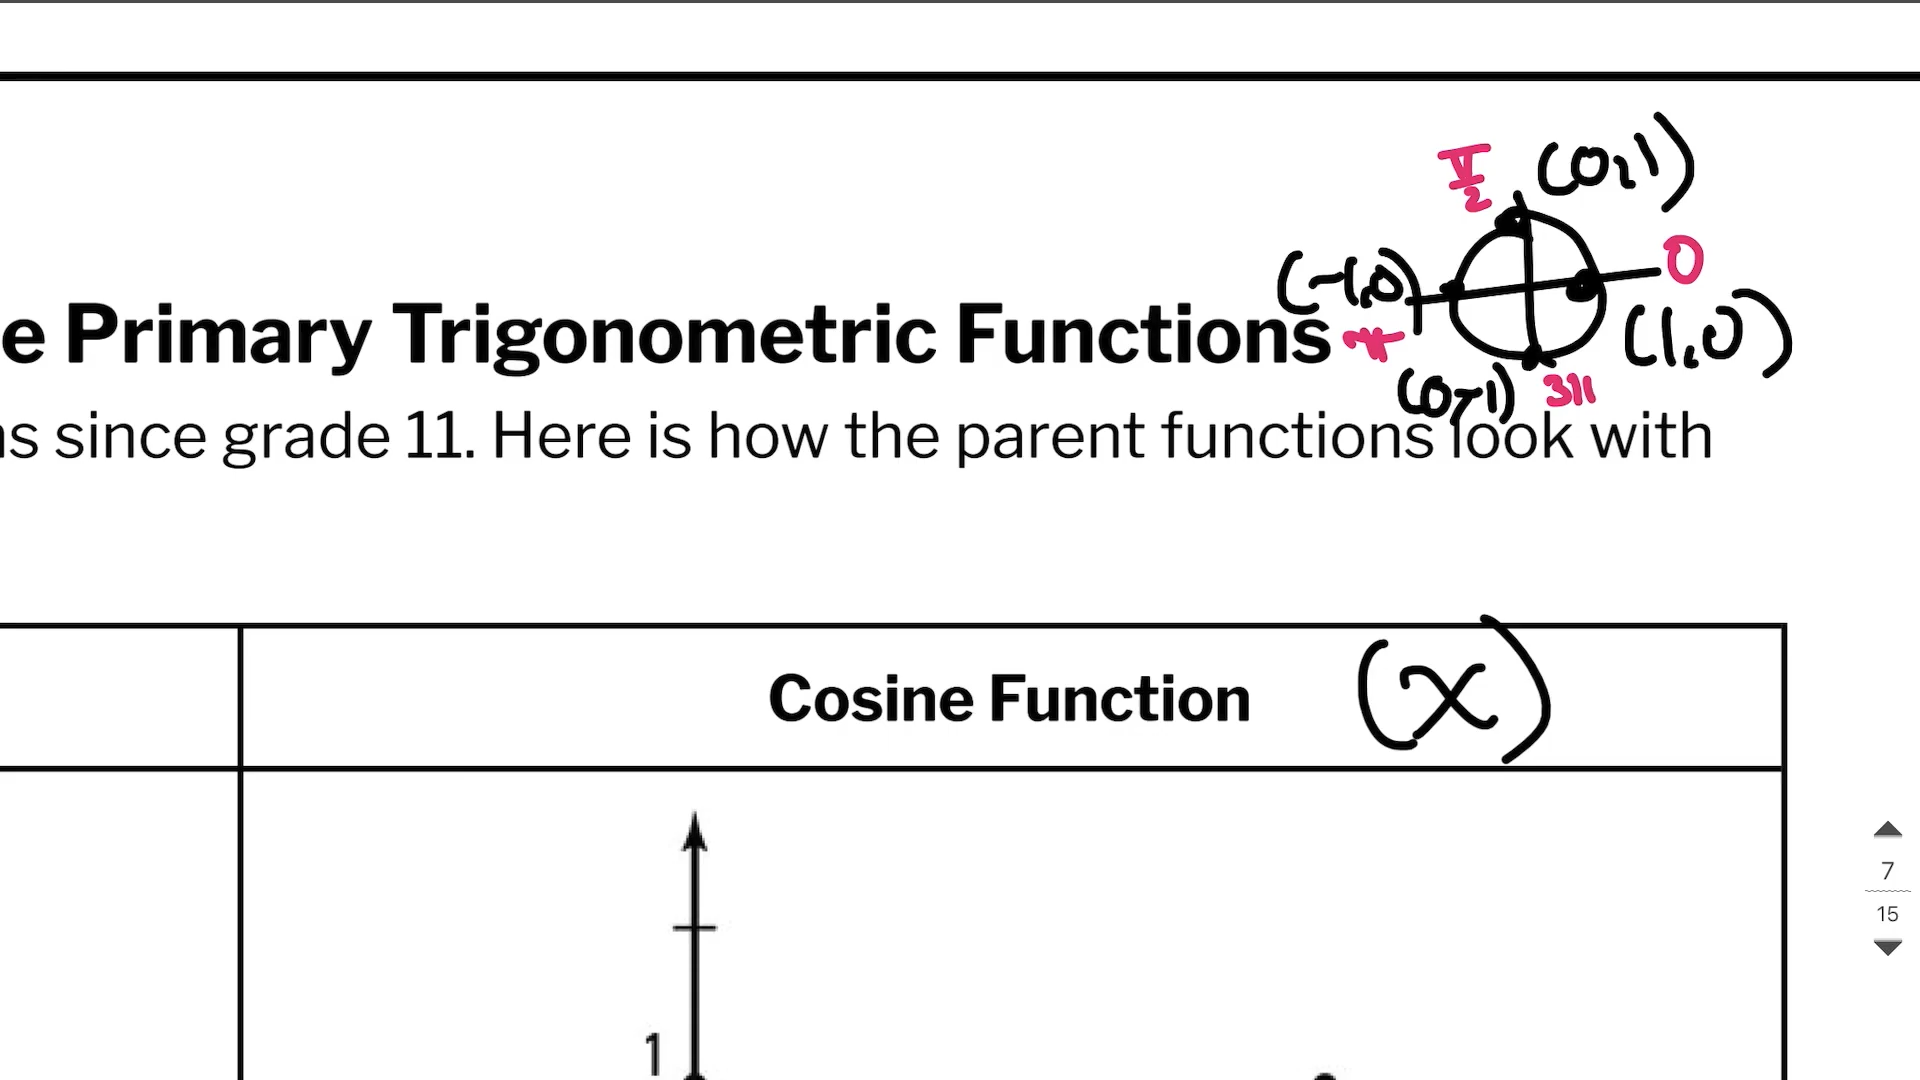 π/2 (0,1)
(-1,0) 0
e Primary Trigonometric Functions π (1,0)
(0,-1) 3π
ns since grade 11. Here is how the parent functions look with
Cosine Function (x)
7
15
1